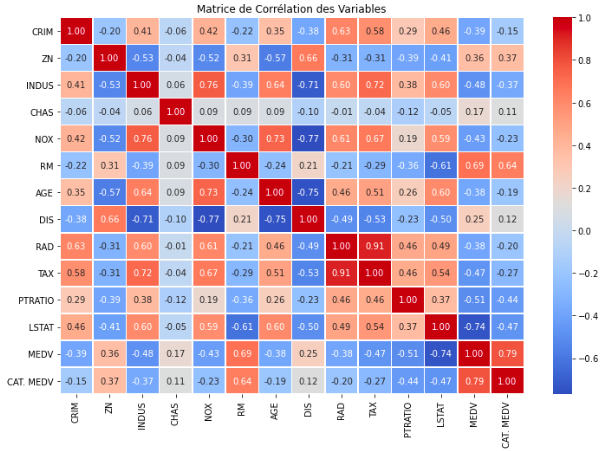 Matrice de Corrélation des Variables
CRIM 1.00 -0.20 0.41 -0.06 0.42 -0.22 0.35 -0.38 0.63 0.58 0.29 0.46 -0.39 -0.15
ZN -0.20 1.00 -0.53 -0.04 -0.52 0.31 -0.57 0.66 -0.31 -0.31 -0.39 -0.41 0.36 0.37
INDUS 0.41 -0.53 1.00 0.06 0.76 -0.39 0.64 -0.71 0.60 0.72 0.38 0.60 -0.48 -0.37
CHAS -0.06 -0.04 0.06 1.00 0.09 0.09 0.09 -0.10 -0.01 -0.04 -0.12 -0.05 0.17 0.11
NOX 0.42 -0.52 0.76 0.09 1.00 -0.30 0.73 -0.77 0.61 0.67 0.19 0.59 -0.43 -0.23
RM -0.22 0.31 -0.39 0.09 -0.30 1.00 -0.24 0.21 -0.21 -0.29 -0.36 -0.61 0.69 0.64
AGE 0.35 -0.57 0.64 0.09 0.73 -0.24 1.00 -0.75 0.46 0.51 0.26 0.60 -0.38 -0.19
DIS -0.38 0.66 -0.71 -0.10 -0.77 0.21 -0.75 1.00 -0.49 -0.53 -0.23 -0.50 0.25 0.12
RAD 0.63 -0.31 0.60 -0.01 0.61 -0.21 0.46 -0.49 1.00 0.91 0.46 0.49 -0.38 -0.20
TAX 0.58 -0.31 0.72 -0.04 0.67 -0.29 0.51 -0.53 0.91 1.00 0.46 0.54 -0.47 -0.27
PTRATIO 0.29 -0.39 0.38 -0.12 0.19 -0.36 0.26 -0.23 0.46 0.46 1.00 0.37 -0.51 -0.44
LSTAT 0.46 -0.41 0.60 -0.05 0.59 -0.61 0.60 -0.50 0.49 0.54 0.37 1.00 -0.74 -0.47
MEDV -0.39 0.36 -0.48 0.17 -0.43 0.69 -0.38 0.25 -0.38 -0.47 -0.51 -0.74 1.00 0.79
CAT. MEDV -0.15 0.37 -0.37 0.11 -0.23 0.64 -0.19 0.12 -0.20 -0.27 -0.44 -0.47 0.79 1.00
CRIM ZN INDUS CHAS NOX RM AGE DIS RAD TAX PTRATIO LSTAT MEDV CAT. MEDV
1.0
0.8
0.6
0.4
0.2
0.0
−0.2
−0.4
−0.6